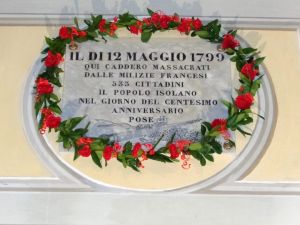 IL DI 12 MAGGIO 1799
QUI CADDERO MASSACRATI
DALLE MILIZIE FRANCESI
533 CITTADINI
IL POPOLO ISOLANO
NEL GIORNO DEL CENTESIMO
ANNIVERSARIO
POSE